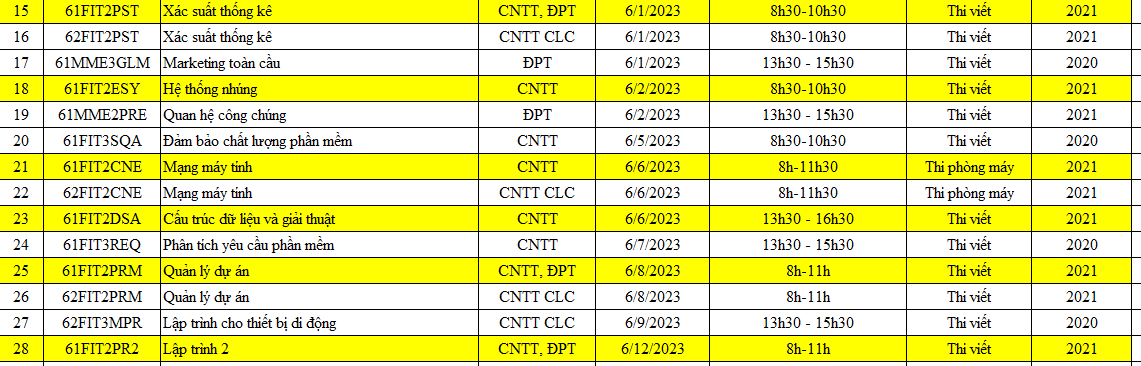 15 61FIT2PST Xác suất thống kê CNTT, ĐPT 6/1/2023 8h30-10h30 Thi viết 2021
16 62FIT2PST Xác suất thống kê CNTT CLC 6/1/2023 8h30-10h30 Thi viết 2021
17 61MME3GLM Marketing toàn cầu ĐPT 6/1/2023 13h30 - 15h30 Thi viết 2020
18 61FIT2ESY Hệ thống nhúng CNTT 6/2/2023 8h30-10h30 Thi viết 2021
19 61MME2PRE Quan hệ công chúng ĐPT 6/2/2023 13h30 - 15h30 Thi viết 2021
20 61FIT3SQA Đảm bảo chất lượng phần mềm CNTT 6/5/2023 8h30-10h30 Thi viết 2020
21 61FIT2CNE Mạng máy tính CNTT 6/6/2023 8h-11h30 Thi phòng máy 2021
22 62FIT2CNE Mạng máy tính CNTT CLC 6/6/2023 8h-11h30 Thi phòng máy 2021
23 61FIT2DSA Cấu trúc dữ liệu và giải thuật CNTT 6/6/2023 13h30 - 16h30 Thi viết 2021
24 61FIT3REQ Phân tích yêu cầu phần mềm CNTT 6/7/2023 13h30 - 15h30 Thi viết 2020
25 61FIT2PRM Quản lý dự án CNTT, ĐPT 6/8/2023 8h-11h Thi viết 2021
26 62FIT2PRM Quản lý dự án CNTT CLC 6/8/2023 8h-11h Thi viết 2021
27 62FIT3MPR Lập trình cho thiết bị di động CNTT CLC 6/9/2023 13h30 - 15h30 Thi viết 2020
28 61FIT2PR2 Lập trình 2 CNTT, ĐPT 6/12/2023 8h-11h Thi viết 2021